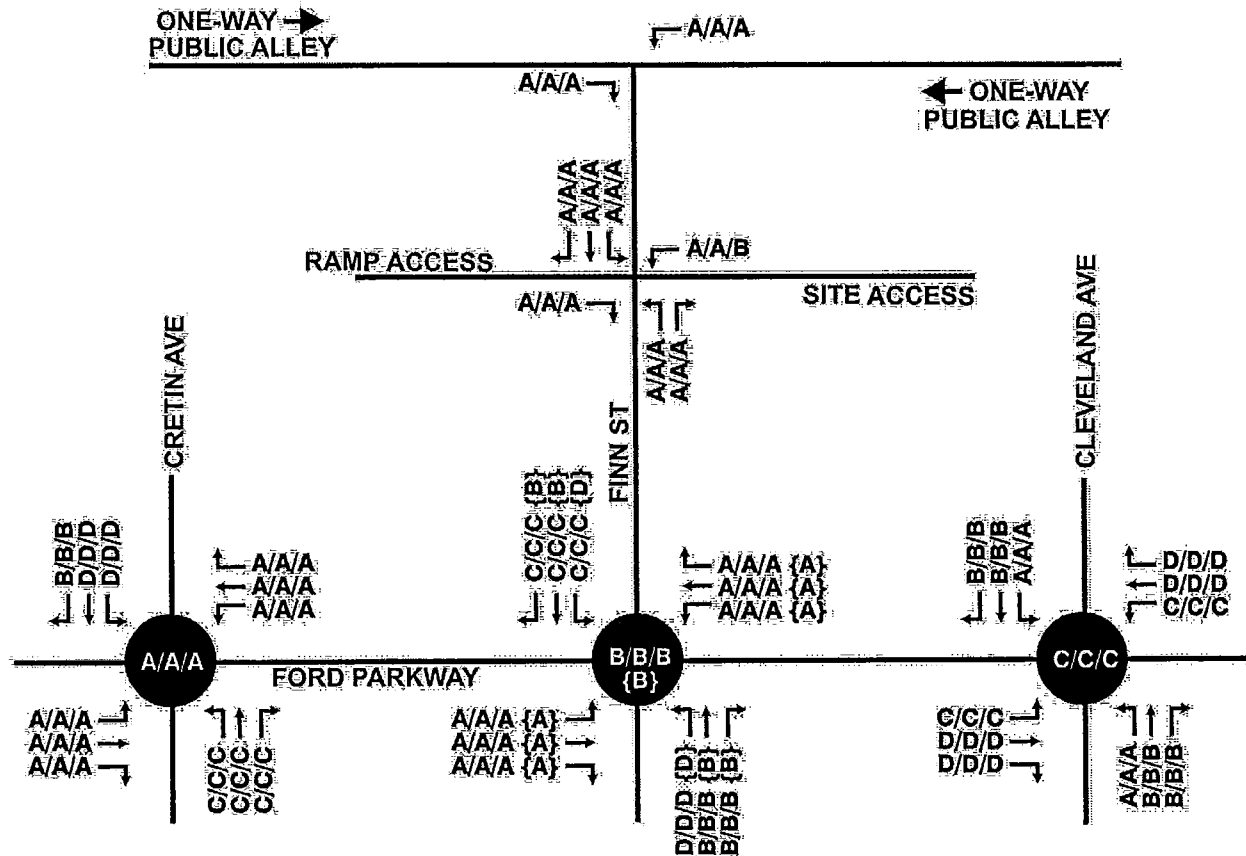 ONE-WAY
PUBLIC ALLEY
A/A/A
A/A/A
ONE-WAY
PUBLIC ALLEY
A/A/A
A/A/A
A/A/A
RAMP ACCESS
A/A/B
SITE ACCESS
A/A/A
A/A/A
A/A/A
CRETIN AVE
FINN ST
CLEVELAND AVE
B/B/B
D/D/D
D/D/D
A/A/A
A/A/A
A/A/A
C/C/C {B}
C/C/C {B}
C/C/C {D}
A/A/A {A}
A/A/A {A}
A/A/A {A}
B/B/B
B/B/B
A/A/A
D/D/D
D/D/D
C/C/C
A/A/A
FORD PARKWAY
B/B/B
{B}
C/C/C
A/A/A
A/A/A
A/A/A
C/C/C
C/C/C
C/C/C
A/A/A {A}
A/A/A {A}
A/A/A {A}
D/D/D {D}
B/B/B {B}
B/B/B {B}
C/C/C
D/D/D
D/D/D
A/A/A
B/B/B
B/B/B